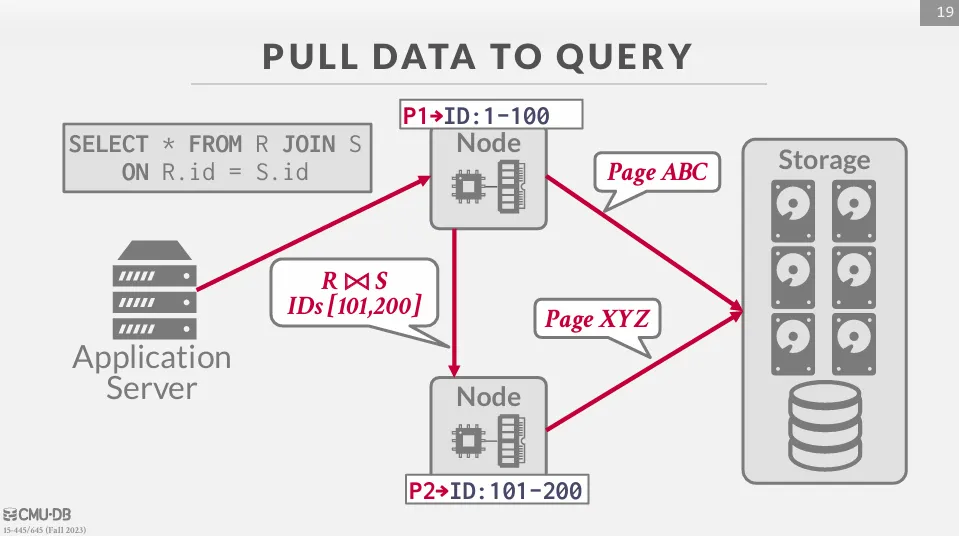 19
PULL DATA TO QUERY
SELECT * FROM R JOIN S
ON R.id = S.id
P1→ID:1-100
Node
Page ABC
Storage
R ⋈ S
IDs [101,200]
Page XYZ
Application
Server
Node
P2→ID:101-200
CMU·DB
15-445/645 (Fall 2023)